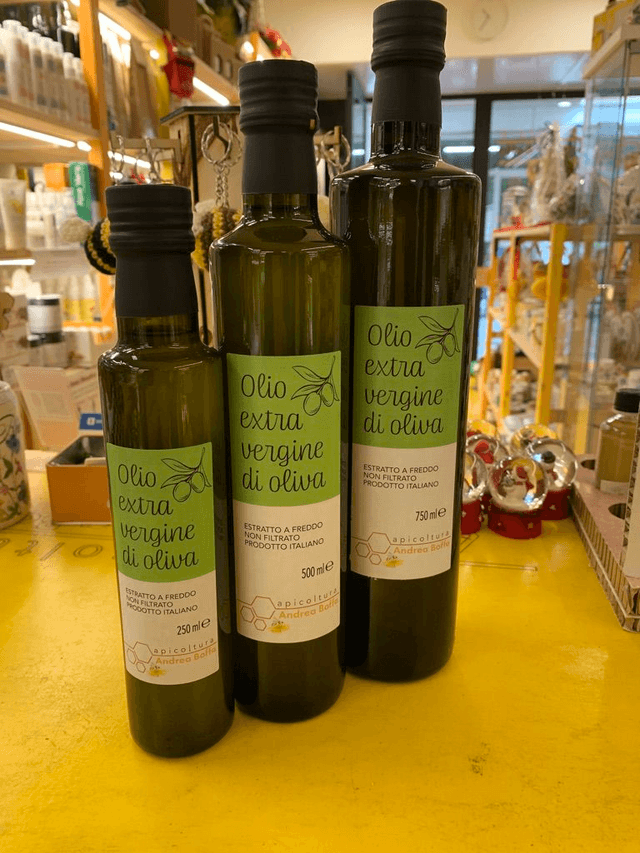 Olio
extra
vergine
di oliva
ESTRATTO A FREDDO
NON FILTRATO
PRODOTTO ITALIANO
250 ml e
apicoltura
Andrea Boffa
Olio
extra
vergine
di oliva
ESTRATTO A FREDDO
NON FILTRATO
PRODOTTO ITALIANO
500 ml e
apicoltura
Andrea Boffa
Olio
extra
vergine
di oliva
ESTRATTO A FREDDO
NON FILTRATO
PRODOTTO ITALIANO
750 ml e
apicoltura
Andrea Boffa